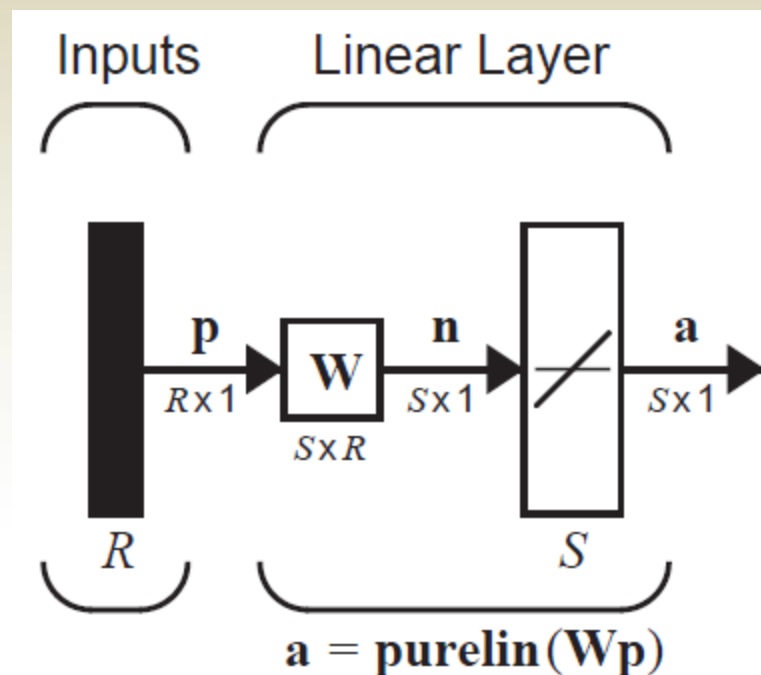 Inputs Linear Layer
p n a
W
Rx1 Sx1 Sx1
SxR
R S
a = purelin(Wp)